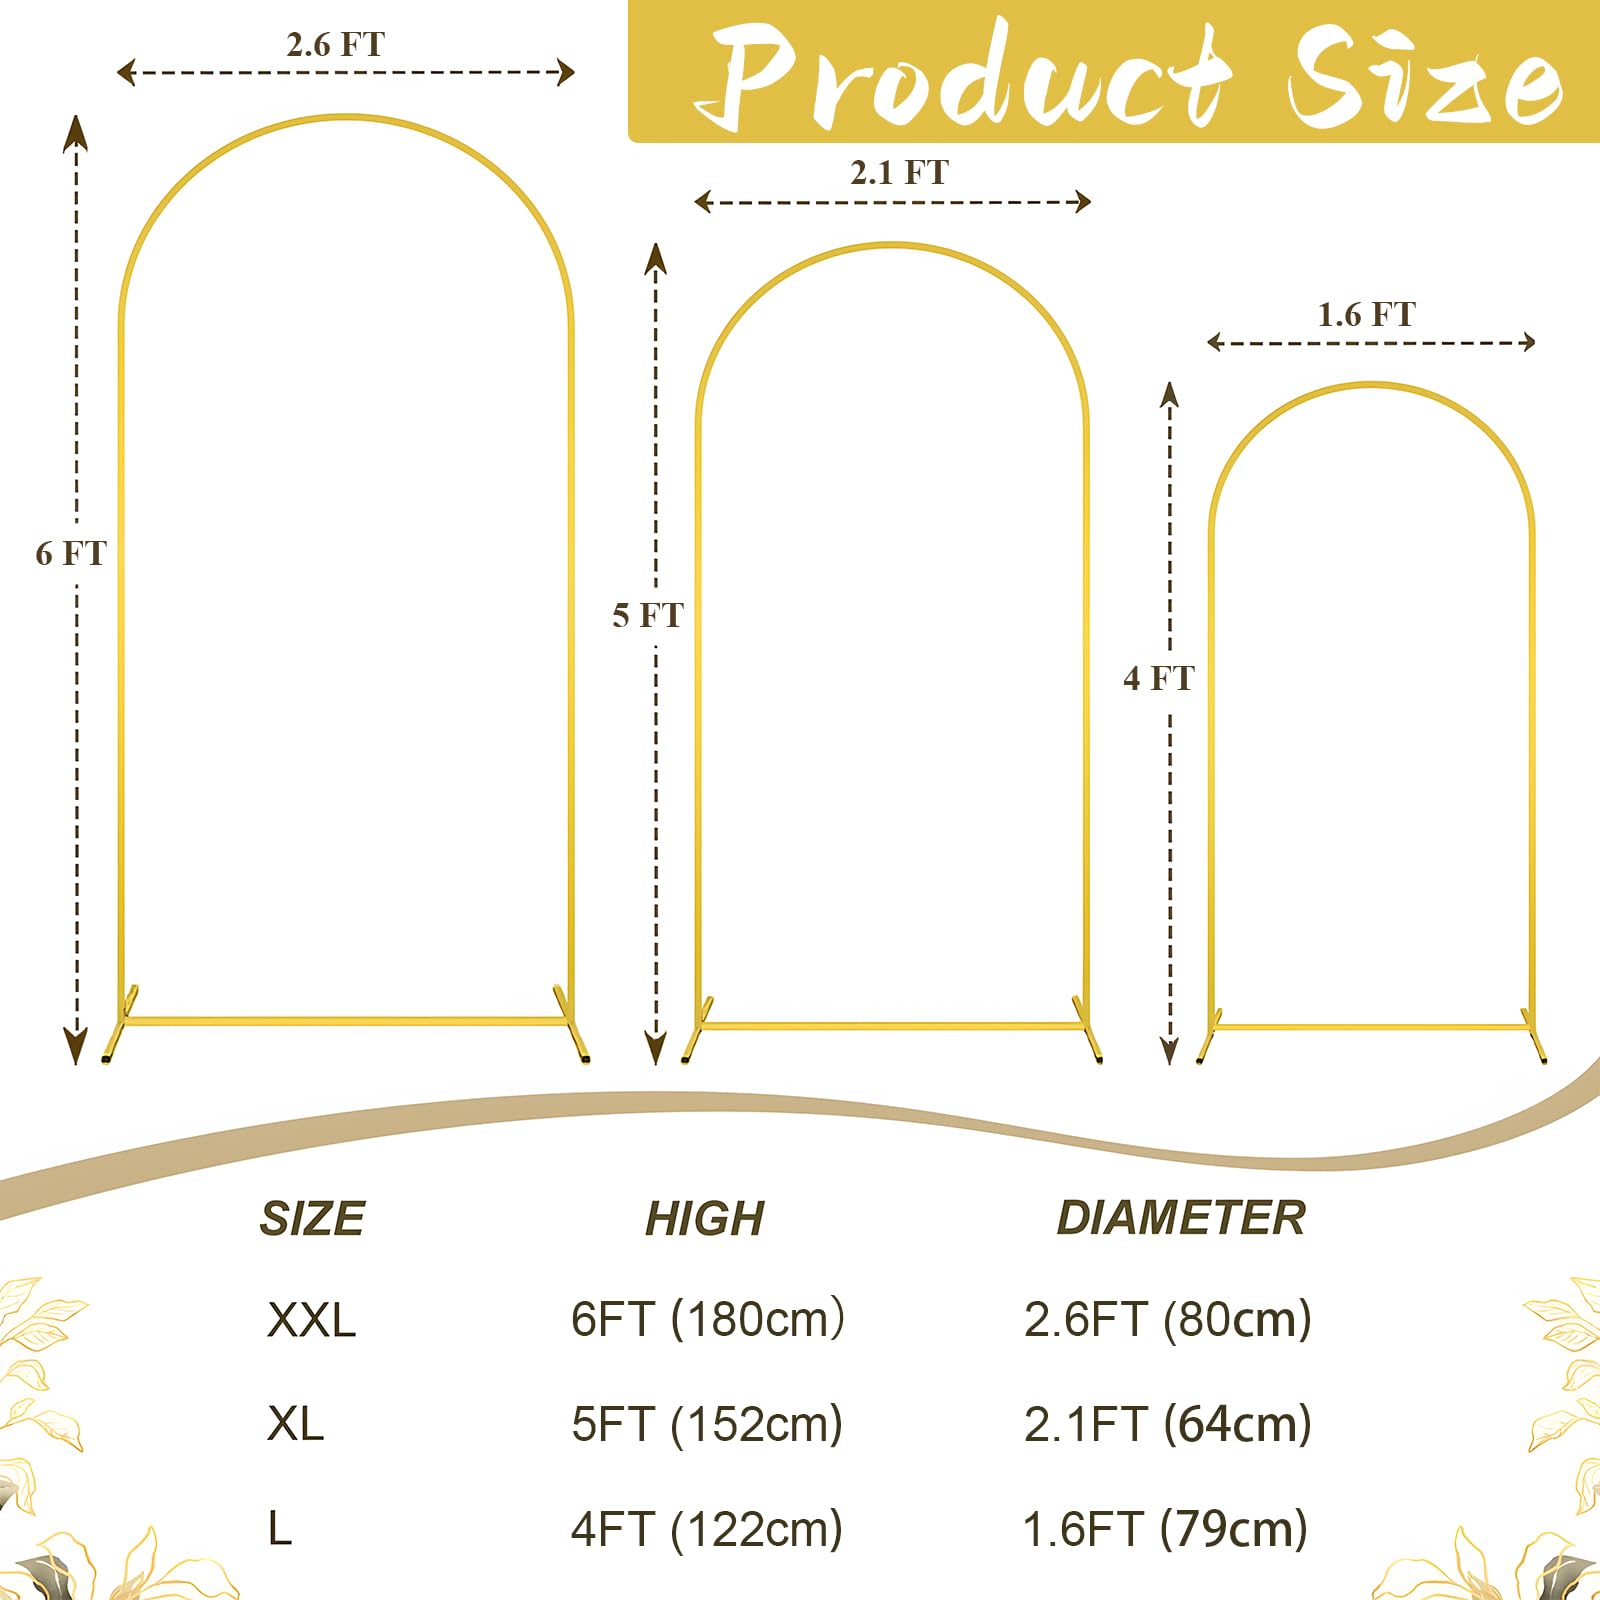 Product Size
2.6 FT
2.1 FT
1.6 FT
6 FT
5 FT
4 FT
SIZE HIGH DIAMETER
XXL 6FT (180cm) 2.6FT (80cm)
XL 5FT (152cm) 2.1FT (64cm)
L 4FT (122cm) 1.6FT (79cm)